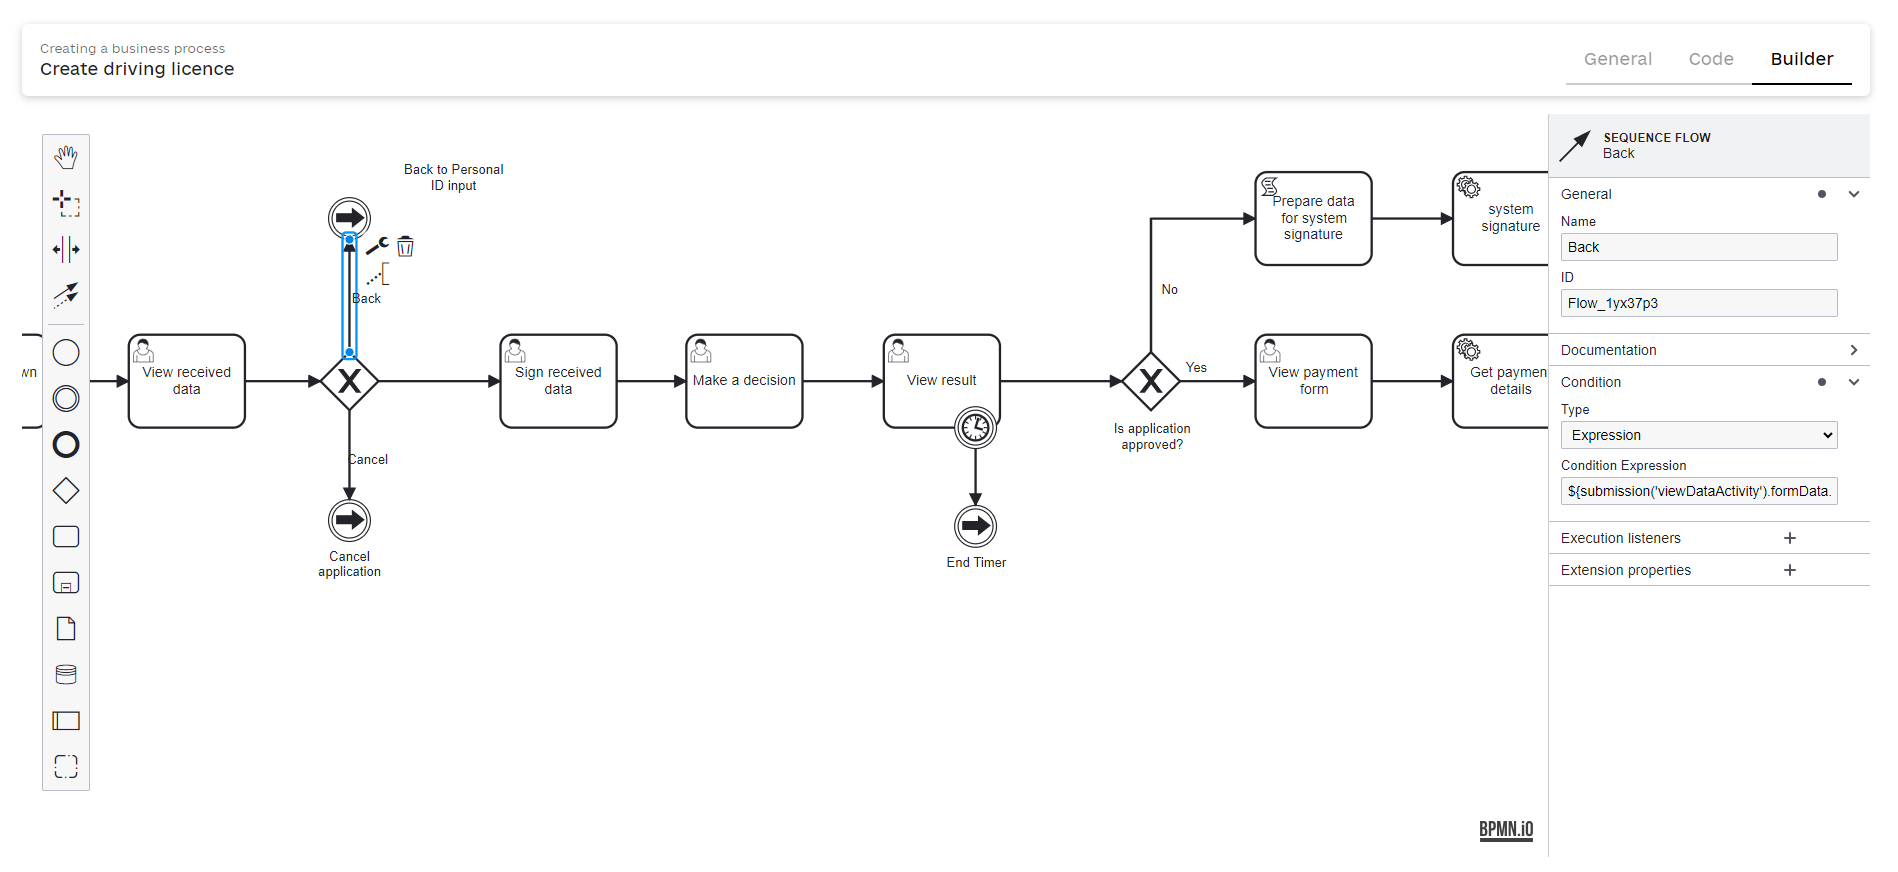 Creating a business process
Create driving licence
General
Code
Builder
Back to Personal
ID input
Back
wn
View received
data
Cancel
Cancel
application
Sign received
data
Make a decision
View result
End Timer
No
Yes
Is application
approved?
Prepare data
for system
signature
system
signature
View payment
form
Get paymen
details
BPMN.iO
SEQUENCE FLOW
Back
General
Name
Back
ID
Flow_1yx37p3
Documentation
Condition
Type
Expression
Condition Expression
${submission('viewDataActivity').formData.
Execution listeners
Extension properties